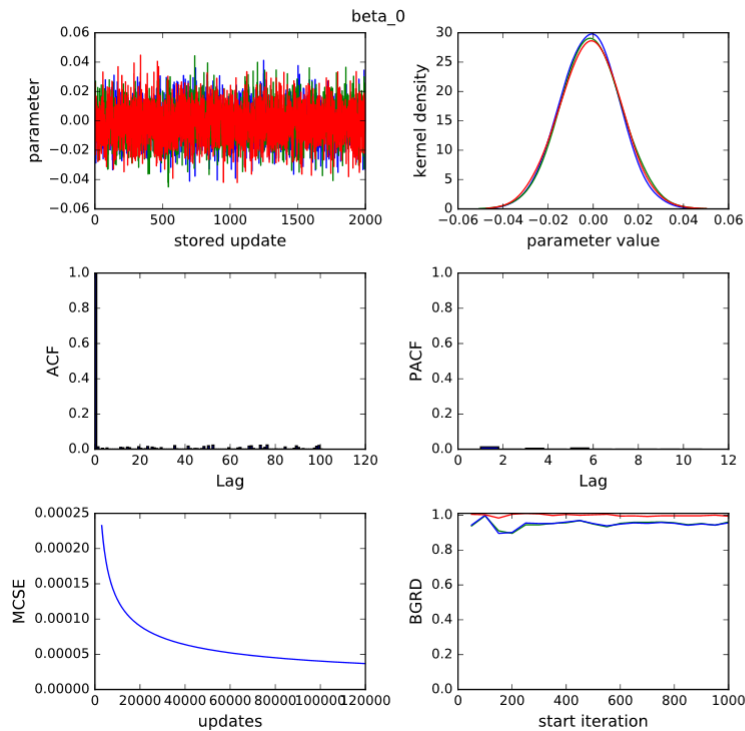 beta_0
parameter
0.06
0.04
0.02
0.00
−0.02
−0.04
−0.06
0 500 1000 1500 2000
stored update
kernel density
30
25
20
15
10
5
0
−0.06 −0.04 −0.02 0.00 0.02 0.04 0.06
parameter value
ACF
1.0
0.8
0.6
0.4
0.2
0.0
0 20 40 60 80 100 120
Lag
PACF
1.0
0.8
0.6
0.4
0.2
0.0
0 2 4 6 8 10 12
Lag
MCSE
0.00025
0.00020
0.00015
0.00010
0.00005
0.00000
0 20000 40000 60000 80000 100000 120000
updates
BGRD
1.0
0.8
0.6
0.4
0.2
0.0
0 200 400 600 800 1000
start iteration